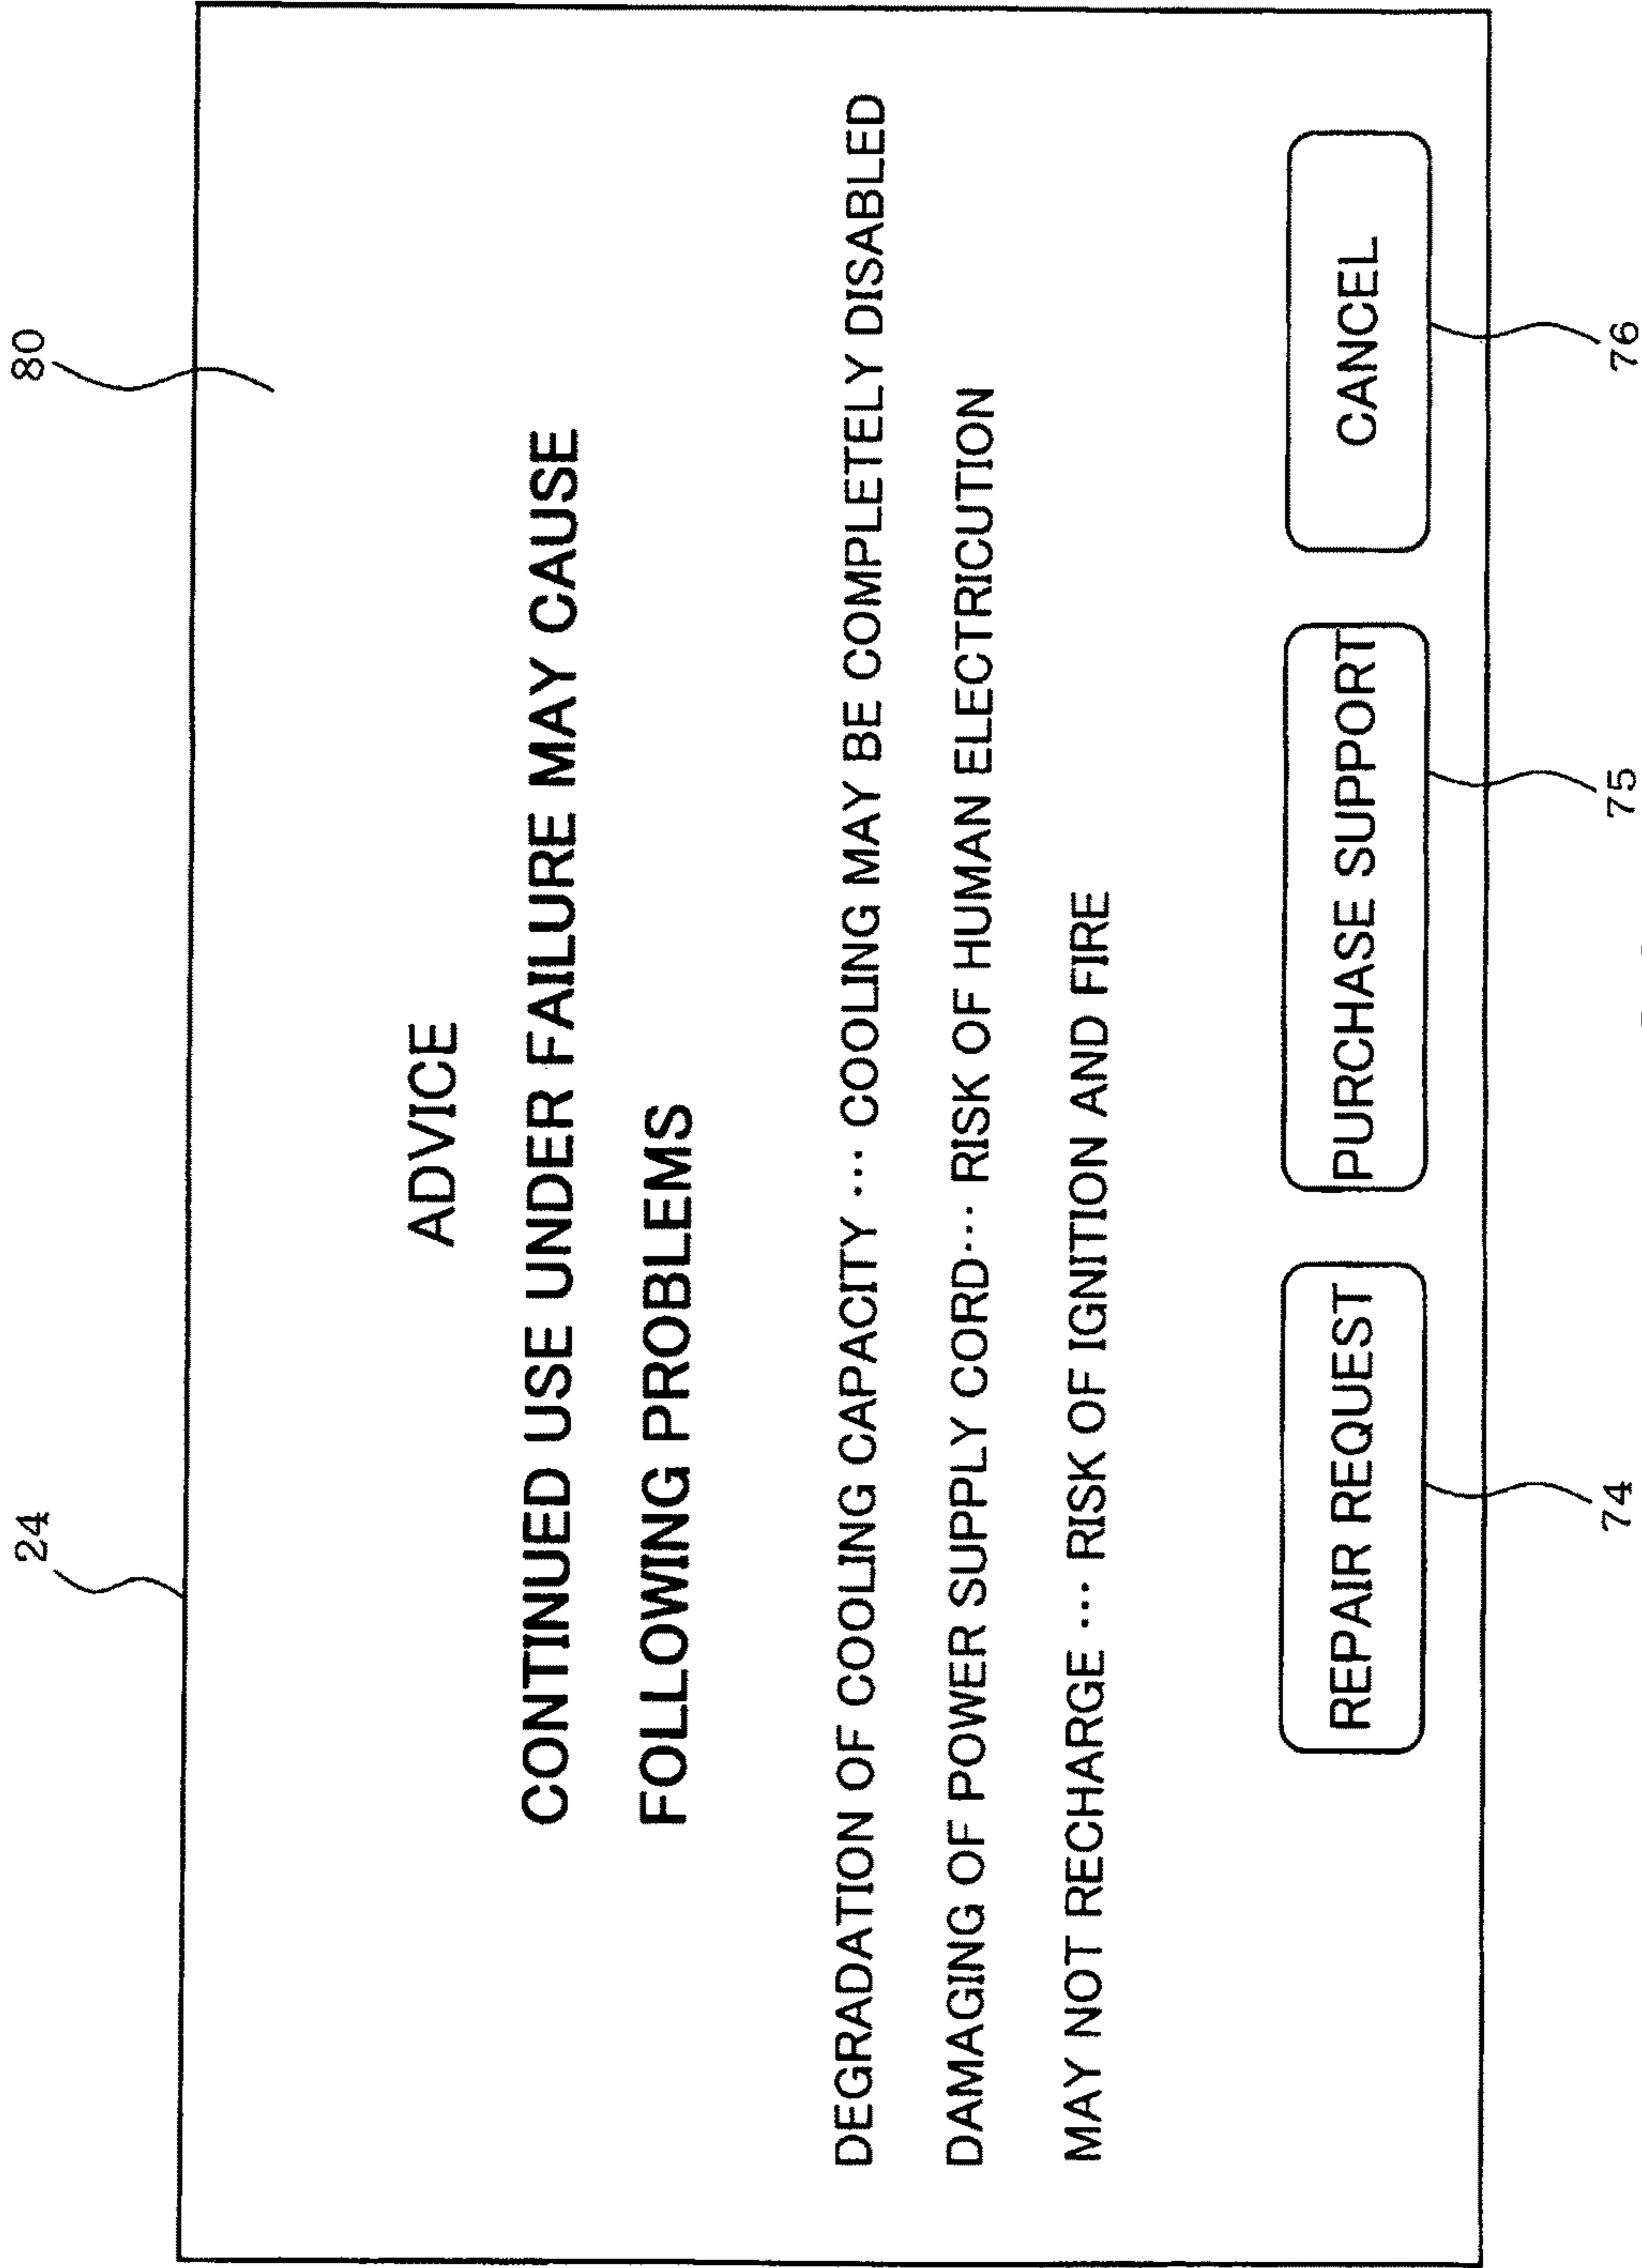 24
80
ADVICE
CONTINUED USE UNDER FAILURE MAY CAUSE
FOLLOWING PROBLEMS
DEGRADATION OF COOLING CAPACITY ··· COOLING MAY BE COMPLETELY DISABLED
DAMAGING OF POWER SUPPLY CORD··· RISK OF HUMAN ELECTRICUTION
MAY NOT RECHARGE ··· RISK OF IGNITION AND FIRE
REPAIR REQUEST
PURCHASE SUPPORT
CANCEL
74
75
76